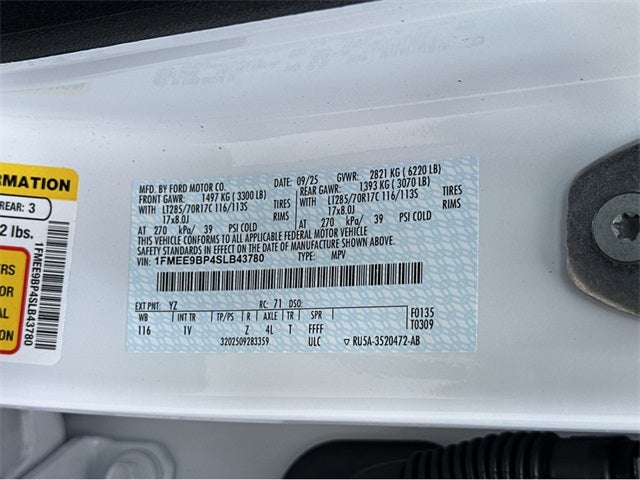 MFD. BY FORD MOTOR CO.
DATE: 09/25 GVWR: 2821 KG ( 6220 LB)
FRONT GAWR: 1497 KG ( 3300 LB) REAR GAWR: 1393 KG ( 3070 LB)
WITH LT285/70R17C 116/113S TIRES WITH LT285/70R17C 116/113S TIRES
17x8.0J RIMS 17x8.0J RIMS
AT 270 kPa/ 39 PSI COLD AT 270 kPa/ 39 PSI COLD
THIS VEHICLE CONFORMS TO ALL APPLICABLE FEDERAL MOTOR VEHICLE
SAFETY STANDARDS IN EFFECT ON THE DATE OF MANUFACTURE SHOWN ABOVE.
VIN: 1FMEE9BP4SLB43780 TYPE: MPV
EXT PNT: YZ RC: 71 DSO:
WB INT TR TP/PS R AXLE TR SPR F0135
116 1V Z 4L T FFFF T0309
3202509283359 ULC RU5A-3520472-AB
RMATION
REAR: 3
2 lbs.
ERS
OR
AL
ON
1FMEE9BP4SLB43780